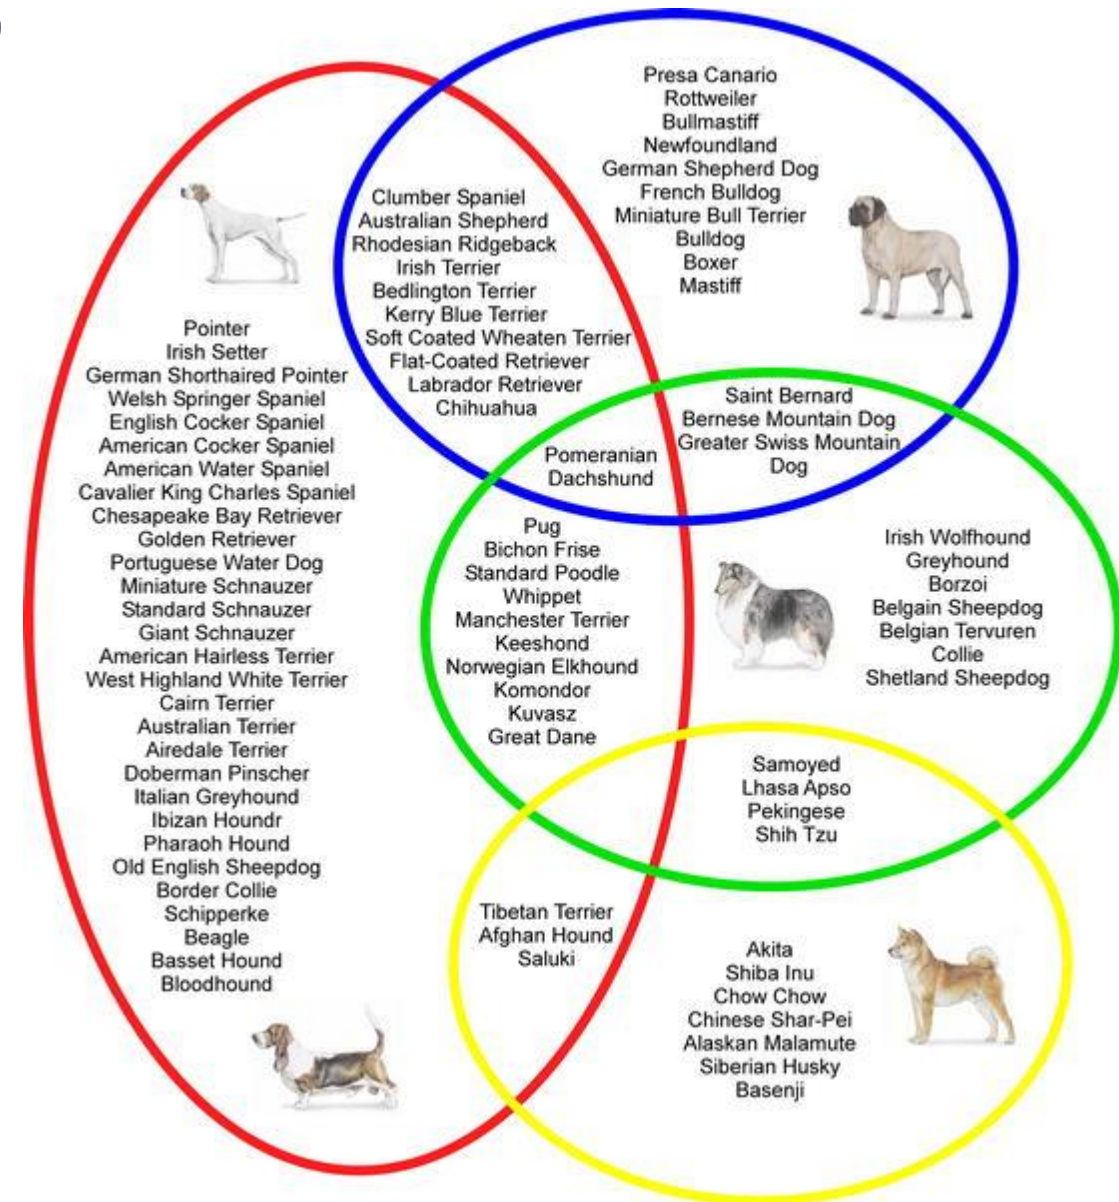 Presa Canario
Rottweiler
Bullmastiff
Newfoundland
German Shepherd Dog
French Bulldog
Miniature Bull Terrier
Bulldog
Boxer
Mastiff
Clumber Spaniel
Australian Shepherd
Rhodesian Ridgeback
Irish Terrier
Bedlington Terrier
Kerry Blue Terrier
Soft Coated Wheaten Terrier
Flat-Coated Retriever
Labrador Retriever
Chihuahua
Pointer
Irish Setter
German Shorthaired Pointer
Welsh Springer Spaniel
English Cocker Spaniel
American Cocker Spaniel
American Water Spaniel
Cavalier King Charles Spaniel
Chesapeake Bay Retriever
Golden Retriever
Portuguese Water Dog
Miniature Schnauzer
Standard Schnauzer
Giant Schnauzer
American Hairless Terrier
West Highland White Terrier
Cairn Terrier
Australian Terrier
Airedale Terrier
Doberman Pinscher
Italian Greyhound
Ibizan Houndr
Pharaoh Hound
Old English Sheepdog
Border Collie
Schipperke
Beagle
Basset Hound
Bloodhound
Saint Bernard
Bernese Mountain Dog
Greater Swiss Mountain
Dog
Pomeranian
Dachshund
Pug
Bichon Frise
Standard Poodle
Whippet
Manchester Terrier
Keeshond
Norwegian Elkhound
Komondor
Kuvasz
Great Dane
Irish Wolfhound
Greyhound
Borzoi
Belgain Sheepdog
Belgian Tervuren
Collie
Shetland Sheepdog
Samoyed
Lhasa Apso
Pekingese
Shih Tzu
Tibetan Terrier
Afghan Hound
Saluki
Akita
Shiba Inu
Chow Chow
Chinese Shar-Pei
Alaskan Malamute
Siberian Husky
Basenji